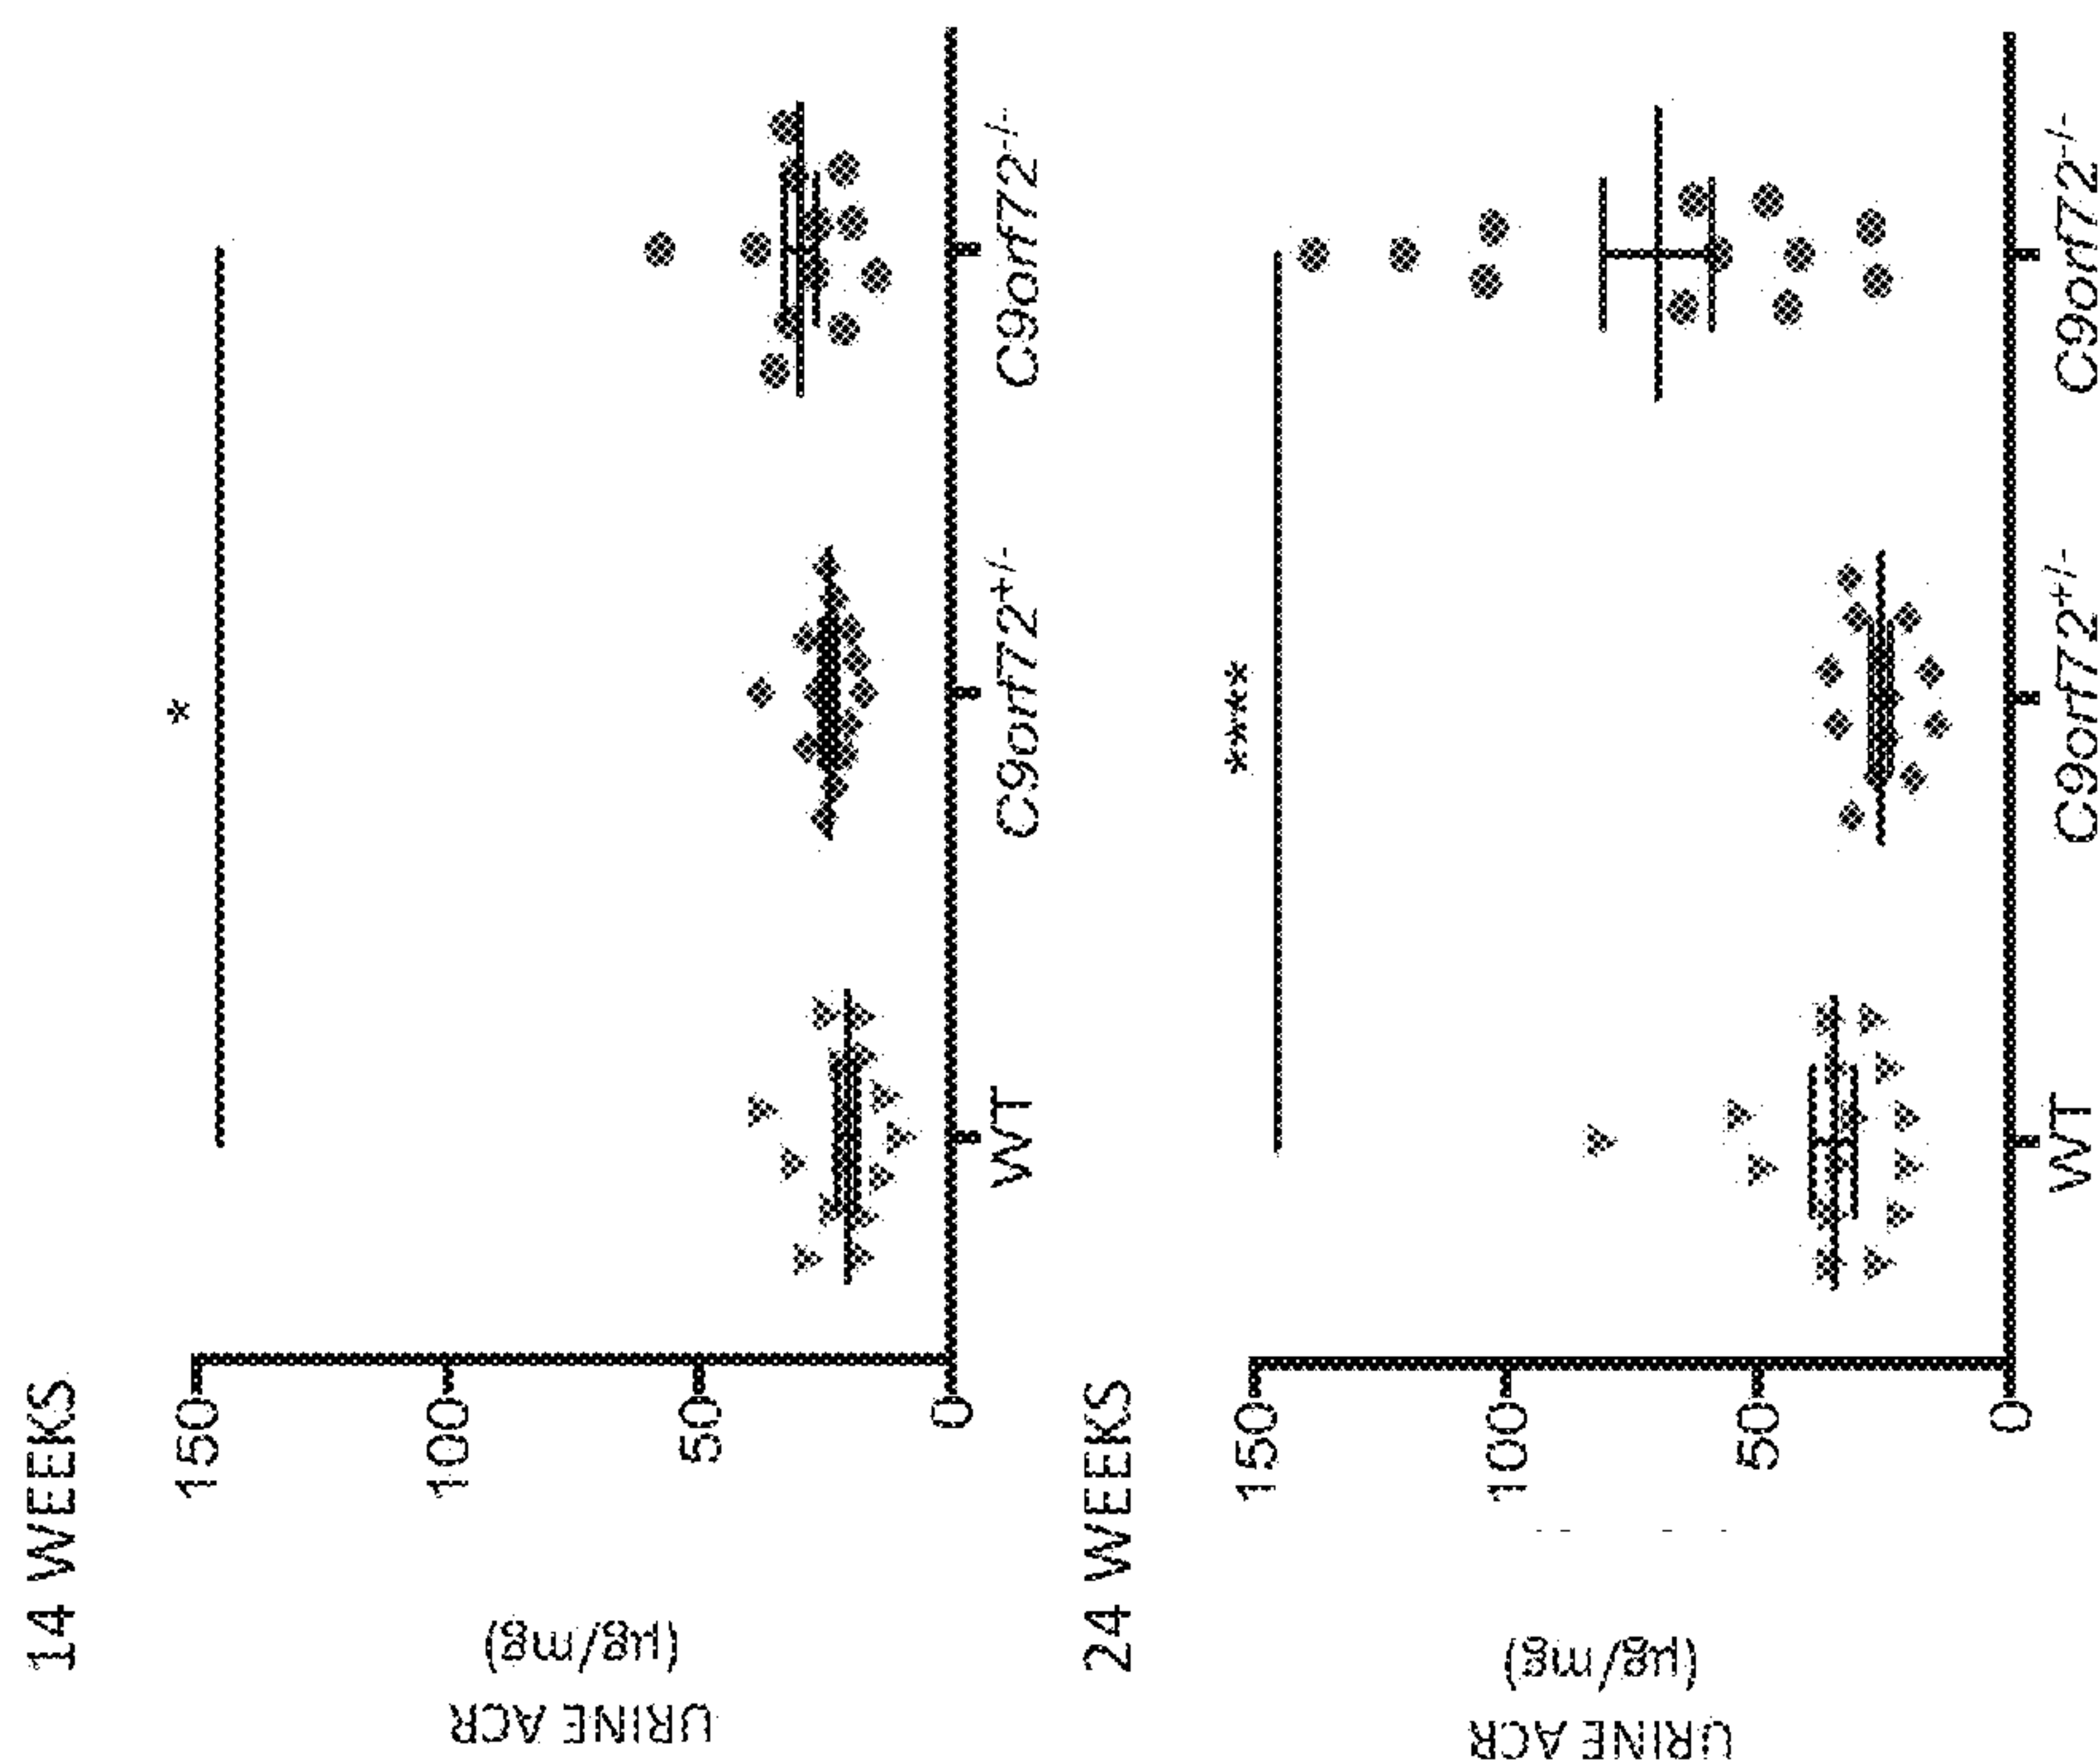 14 WEEKS
URINE ACR
(µg/mg)
150
100
50
0
*
WT
C9orf72+/-
C9orf72-/-
24 WEEKS
URINE ACR
(µg/mg)
150
100
50
0
****
WT
C9orf72+/-
C9orf72-/-